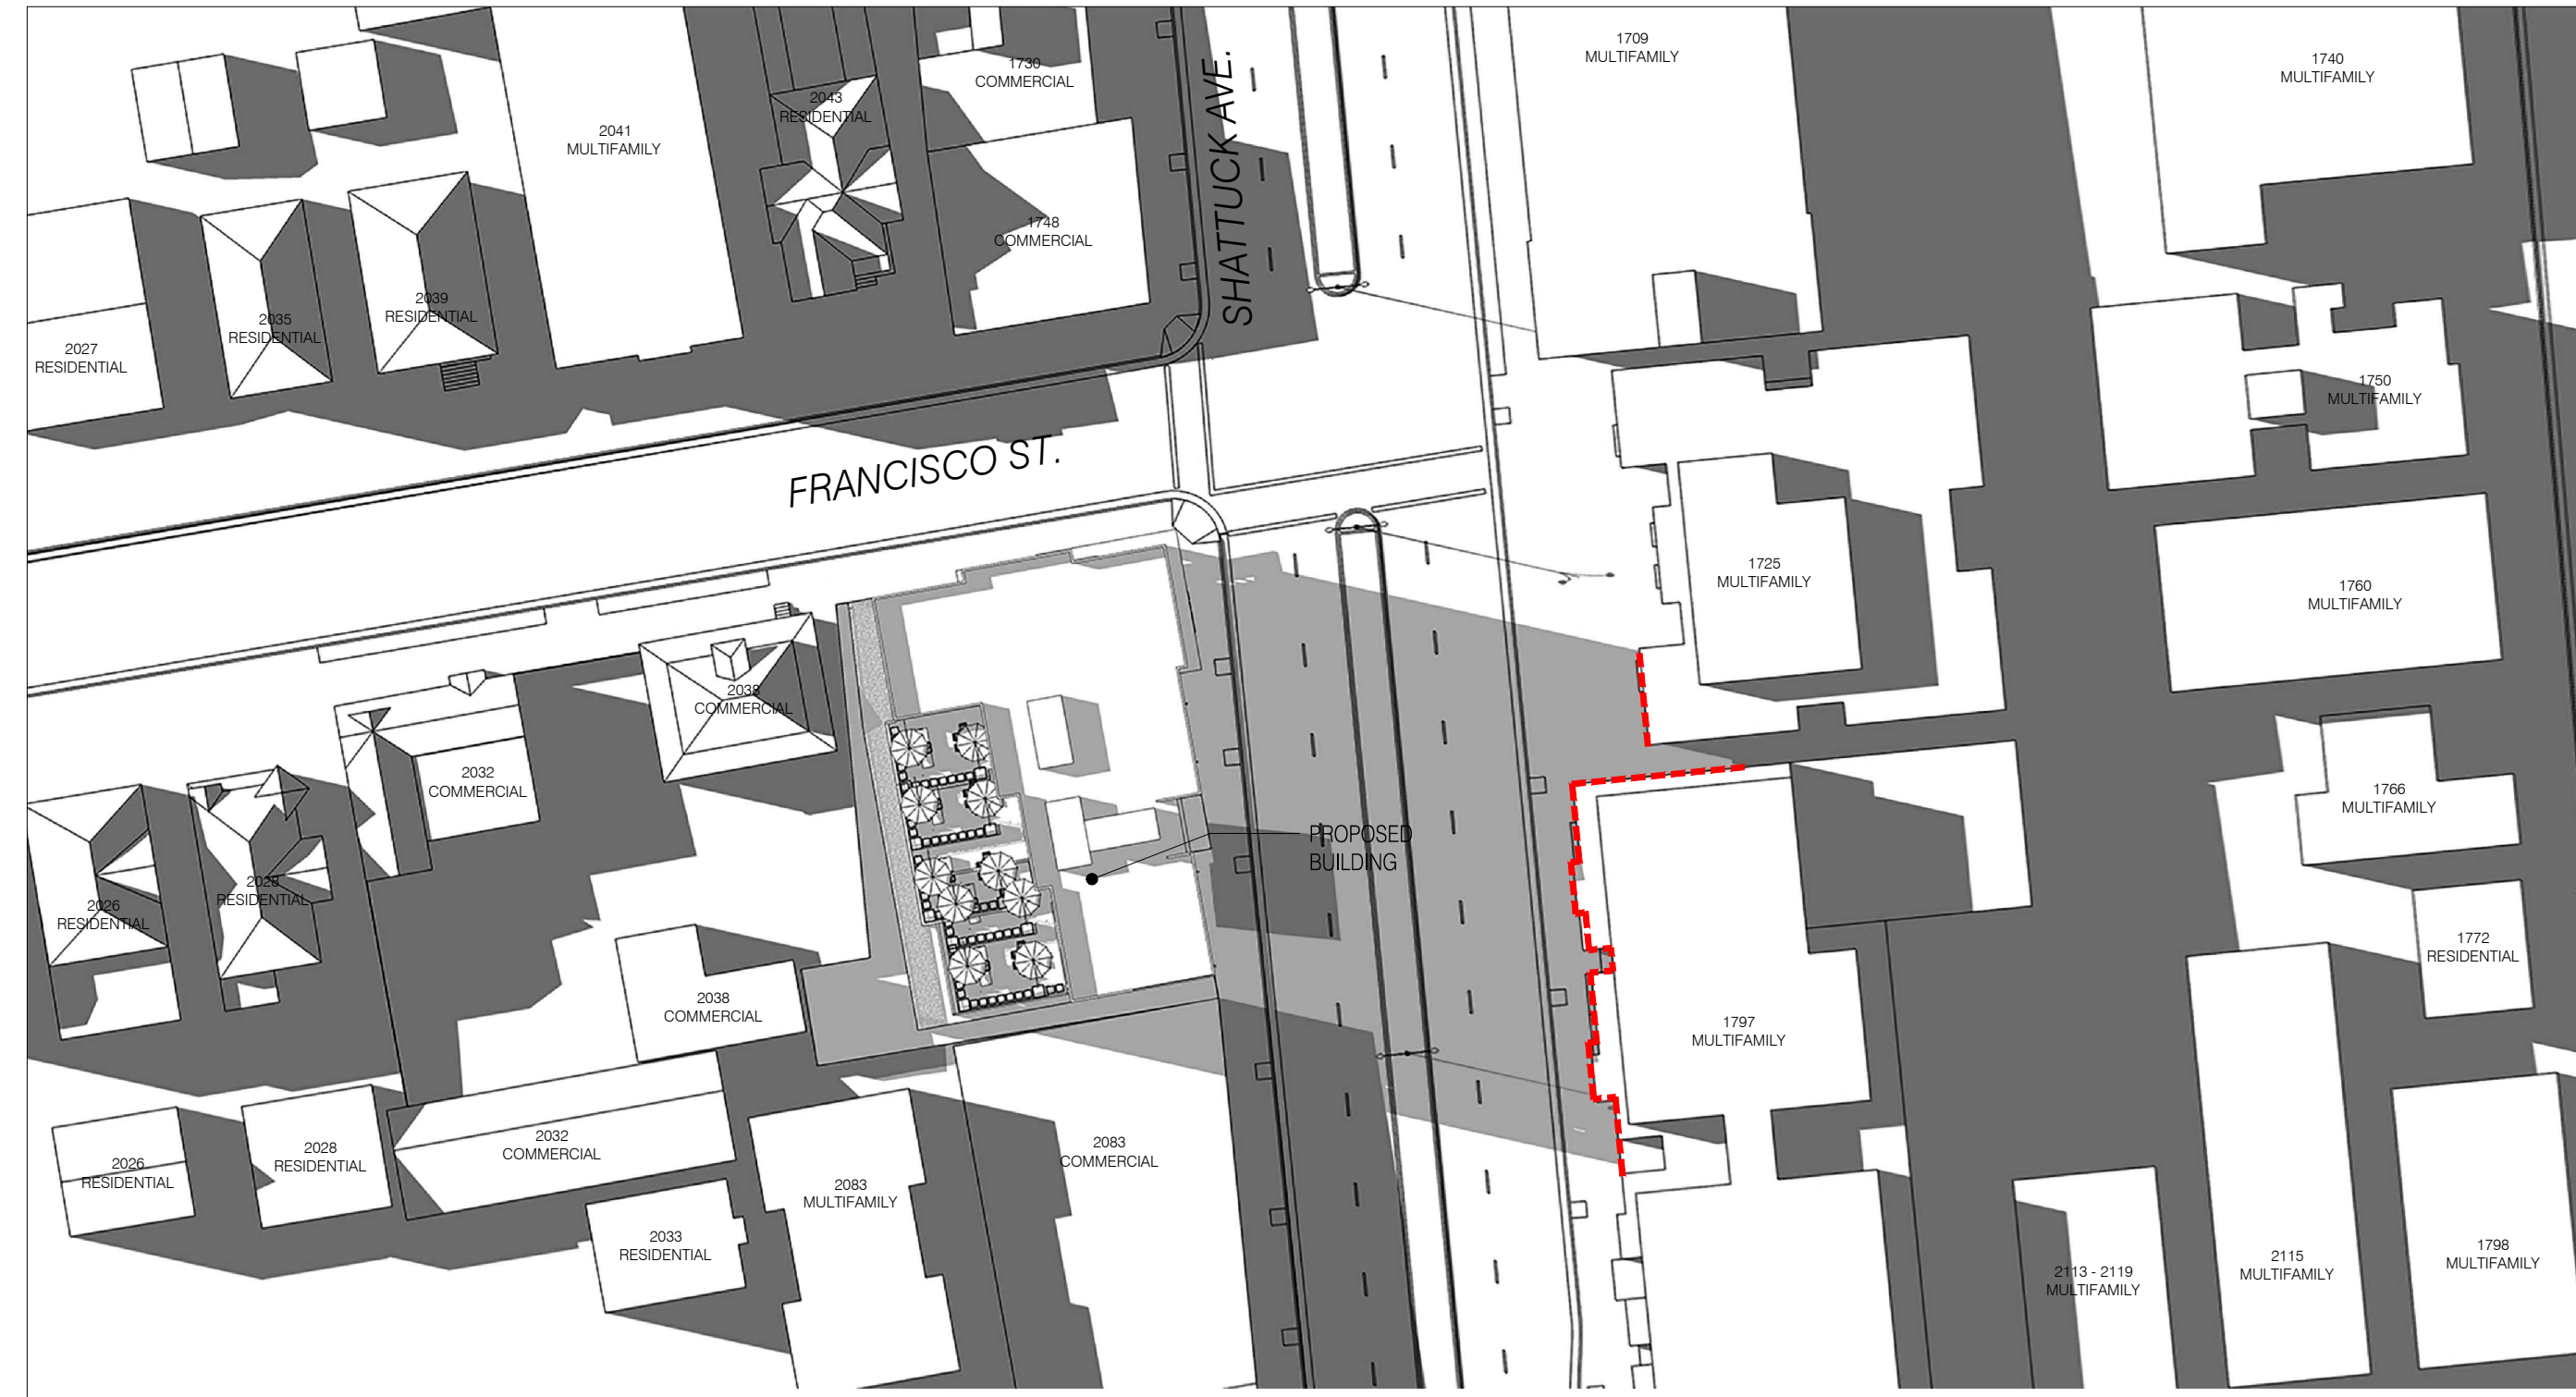 1709
MULTIFAMILY
1730
COMMERCIAL
1740
MULTIFAMILY
2043
RESIDENTIAL
2041
MULTIFAMILY
SHATTUCK AVE.
1748
COMMERCIAL
2039
RESIDENTIAL
2035
RESIDENTIAL
2027
RESIDENTIAL
1750
MULTIFAMILY
FRANCISCO ST.
1725
MULTIFAMILY
1760
MULTIFAMILY
2038
COMMERCIAL
2032
COMMERCIAL
1766
MULTIFAMILY
PROPOSED
BUILDING
2028
RESIDENTIAL
2026
RESIDENTIAL
1772
RESIDENTIAL
2038
COMMERCIAL
1797
MULTIFAMILY
2032
COMMERCIAL
2083
COMMERCIAL
2028
RESIDENTIAL
2026
RESIDENTIAL
2083
MULTIFAMILY
2033
RESIDENTIAL
2113 - 2119
MULTIFAMILY
2115
MULTIFAMILY
1798
MULTIFAMILY